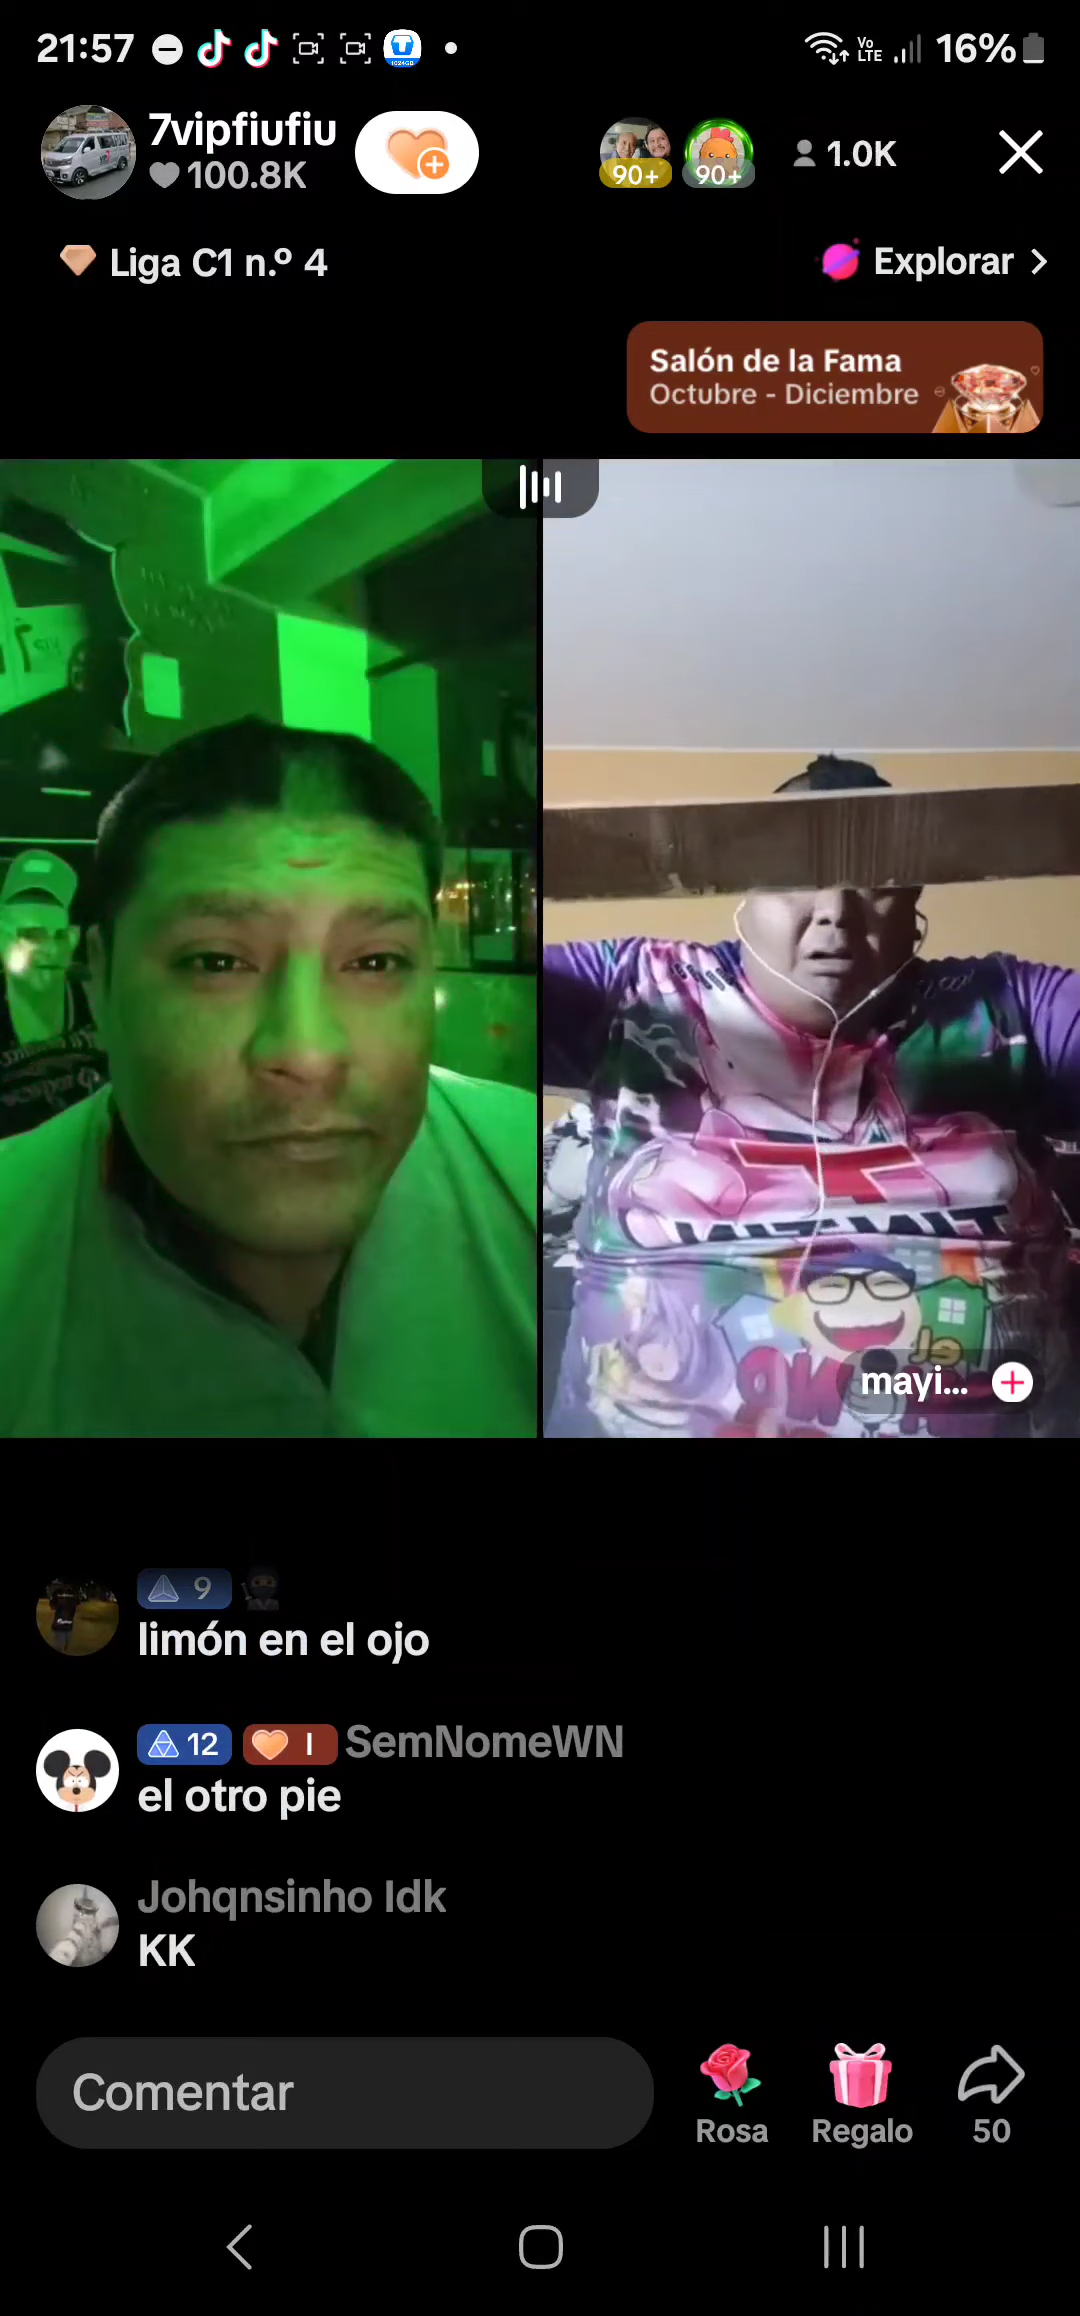 21:57
Vo
LTE
16%
7vipfiufiu
100.8K
90+
90+
1.0K
Liga C1 n.º 4
Explorar
Salón de la Fama
Octubre - Diciembre
mayi...
9
limón en el ojo
12
I
SemNomeWN
el otro pie
Johqnsinho Idk
KK
Comentar
Rosa
Regalo
50